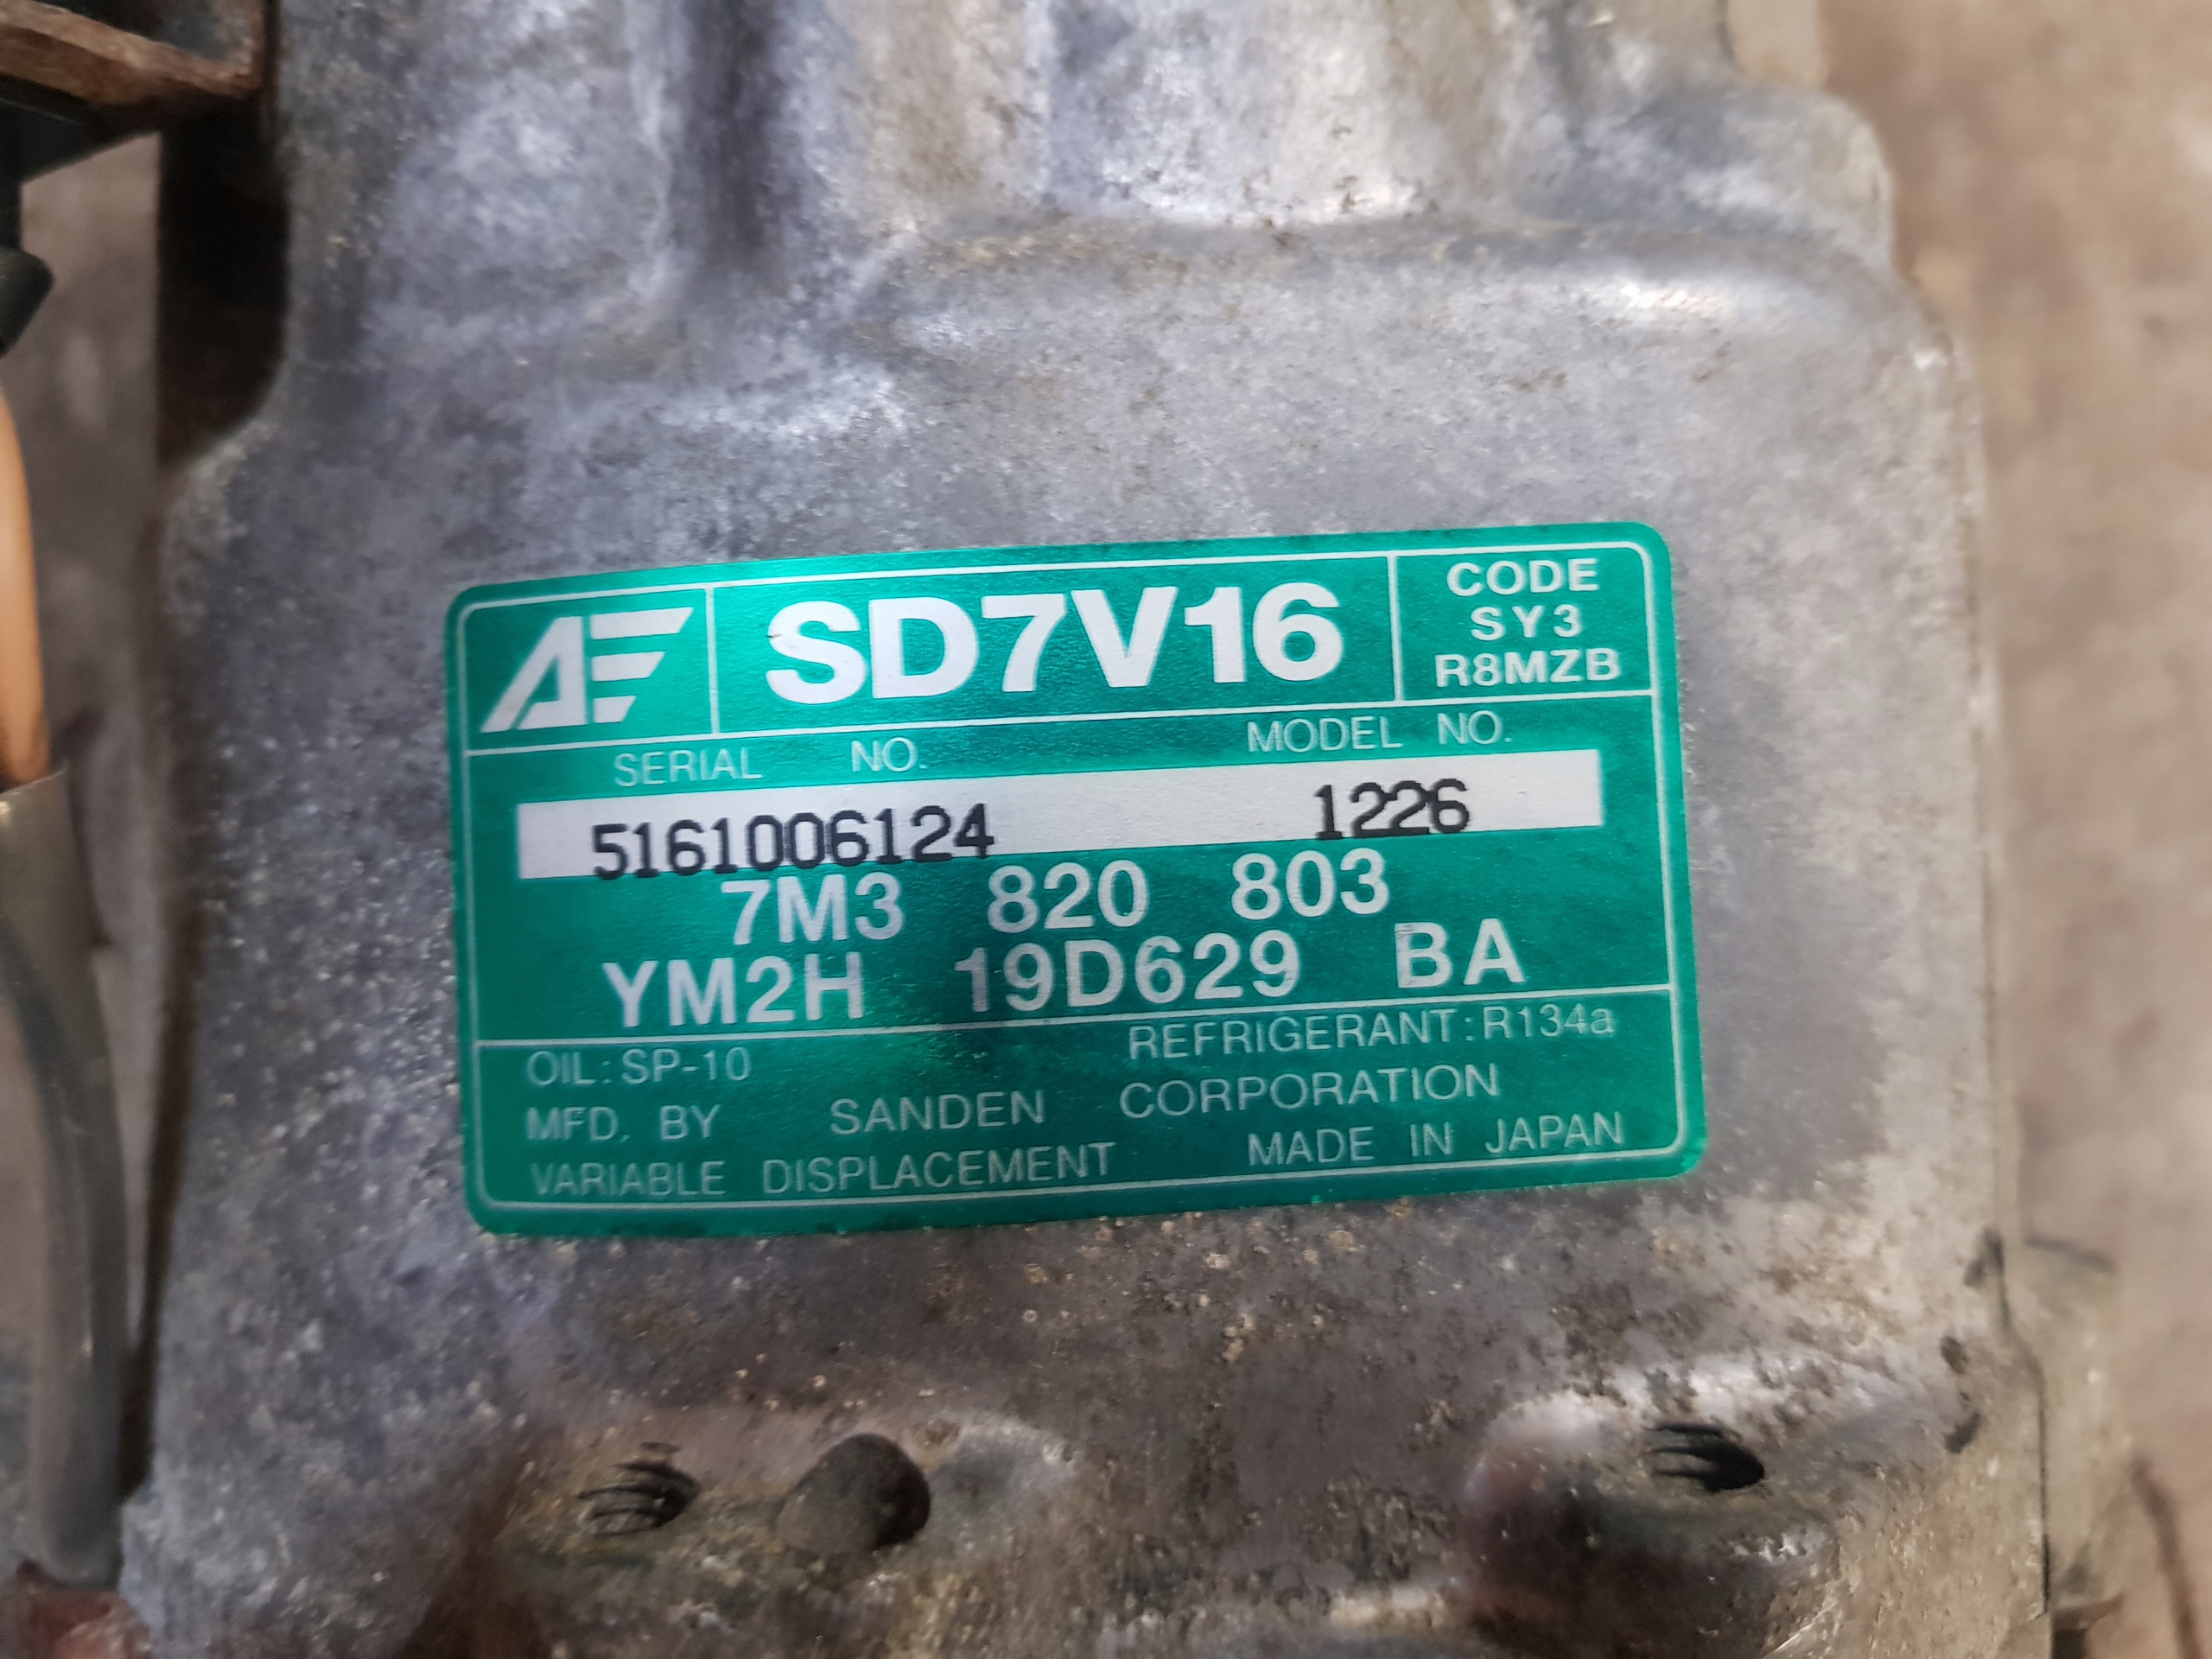 AE SD7V16 CODE
SY3
R8MZB
SERIAL NO. MODEL NO.
5161006124 1226
7M3 820 803
YM2H 19D629 BA
OIL: SP-10 REFRIGERANT: R134a
MFD. BY SANDEN CORPORATION
VARIABLE DISPLACEMENT MADE IN JAPAN